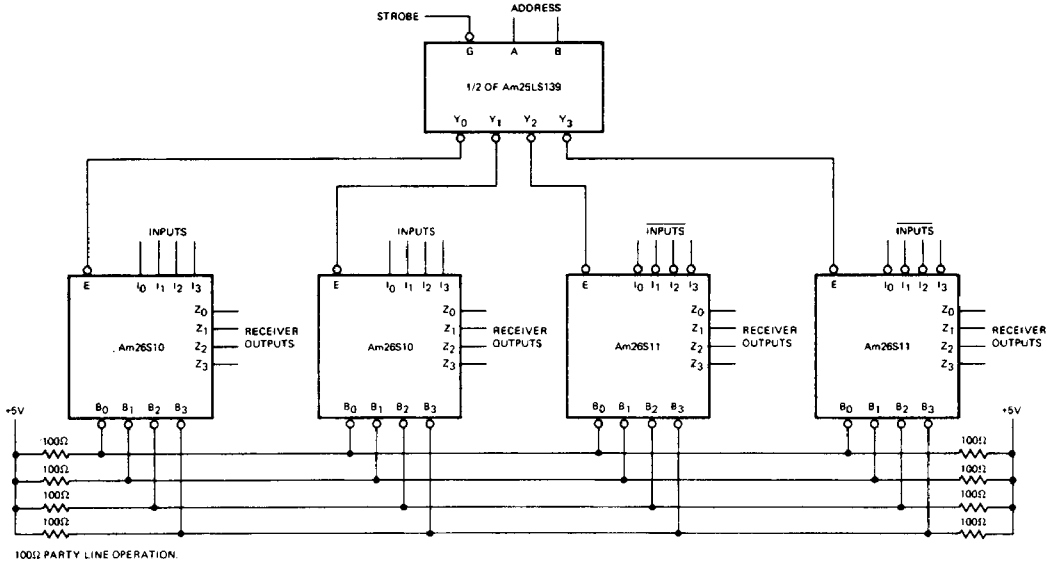 STROBE
ADDRESS
G A B
1/2 OF Am25LS139
Y0 Y1 Y2 Y3
INPUTS
INPUTS
INPUTS
INPUTS
E I0 I1 I2 I3
E I0 I1 I2 I3
E I0 I1 I2 I3
E I0 I1 I2 I3
Z0
Z1
Z2
Z3
RECEIVER
OUTPUTS
Z0
Z1
Z2
Z3
RECEIVER
OUTPUTS
Z0
Z1
Z2
Z3
RECEIVER
OUTPUTS
Z0
Z1
Z2
Z3
RECEIVER
OUTPUTS
Am26S10
Am26S10
Am26S11
Am26S11
B0 B1 B2 B3
B0 B1 B2 B3
B0 B1 B2 B3
B0 B1 B2 B3
+5V
+5V
100Ω
100Ω
100Ω
100Ω
100Ω
100Ω
100Ω
100Ω
100Ω PARTY LINE OPERATION.